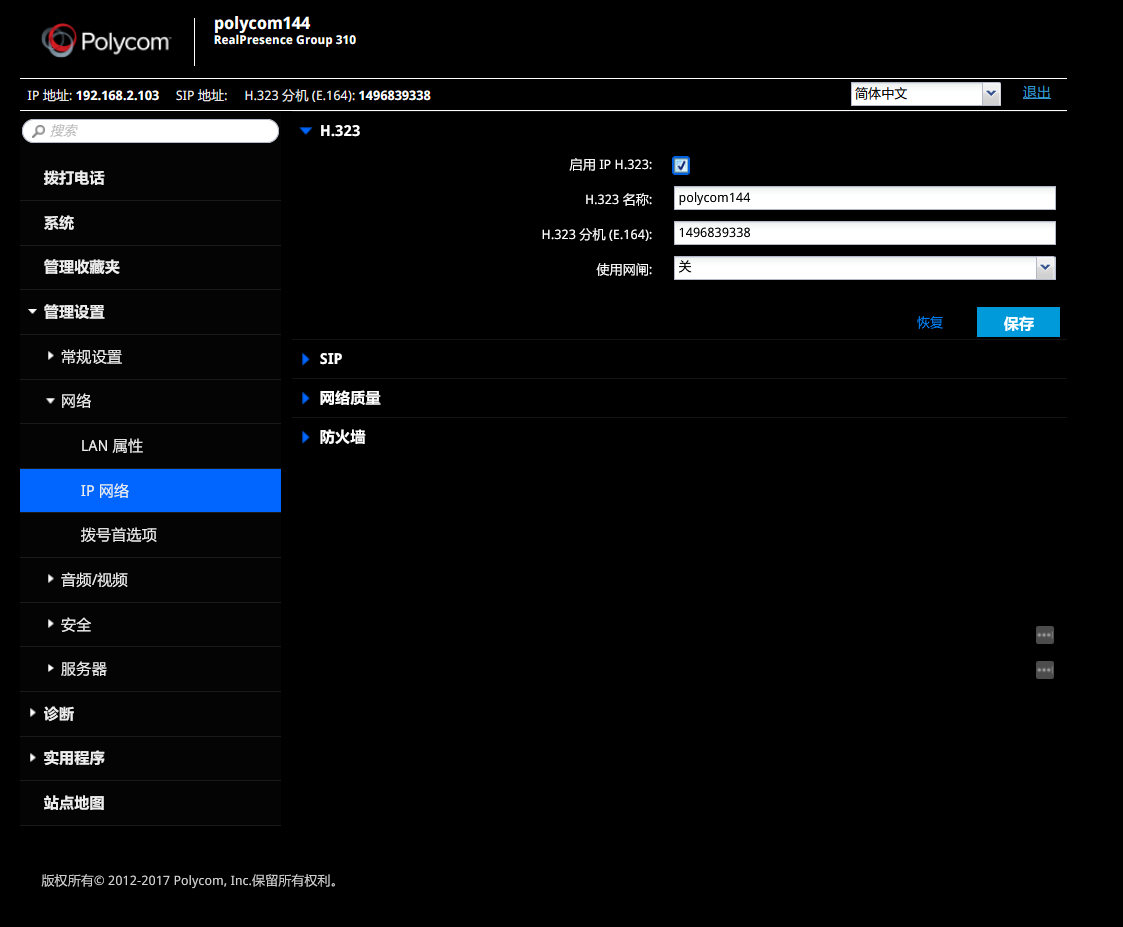 Polycom
polycom144
RealPresence Group 310
IP 地址: 192.168.2.103 SIP 地址: H.323 分机 (E.164): 1496839338
简体中文
退出
搜索
拨打电话
系统
管理收藏夹
管理设置
常规设置
网络
LAN 属性
IP 网络
拨号首选项
音频/视频
安全
服务器
诊断
实用程序
站点地图
H.323
启用 IP H.323:
H.323 名称: polycom144
H.323 分机 (E.164): 1496839338
使用网闸: 关
恢复
保存
SIP
网络质量
防火墙
版权所有© 2012-2017 Polycom, Inc.保留所有权利。